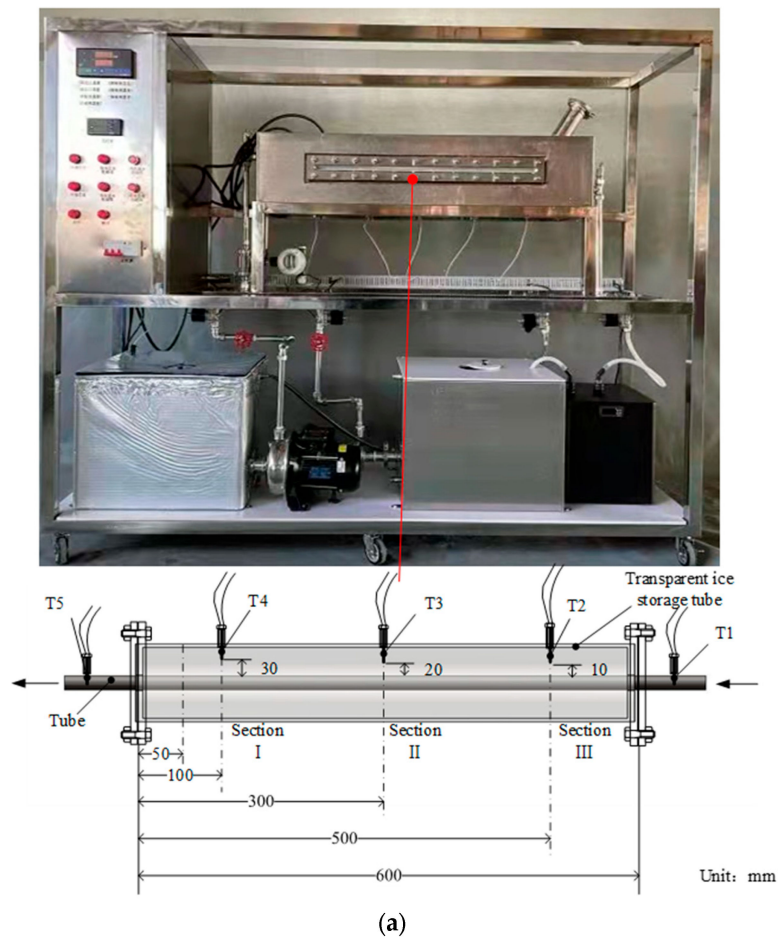 Transparent ice
storage tube
T5
T4
T3
T2
T1
30
20
10
Tube
Section
I
Section
II
Section
III
50
100
300
500
600
Unit: mm
(a)